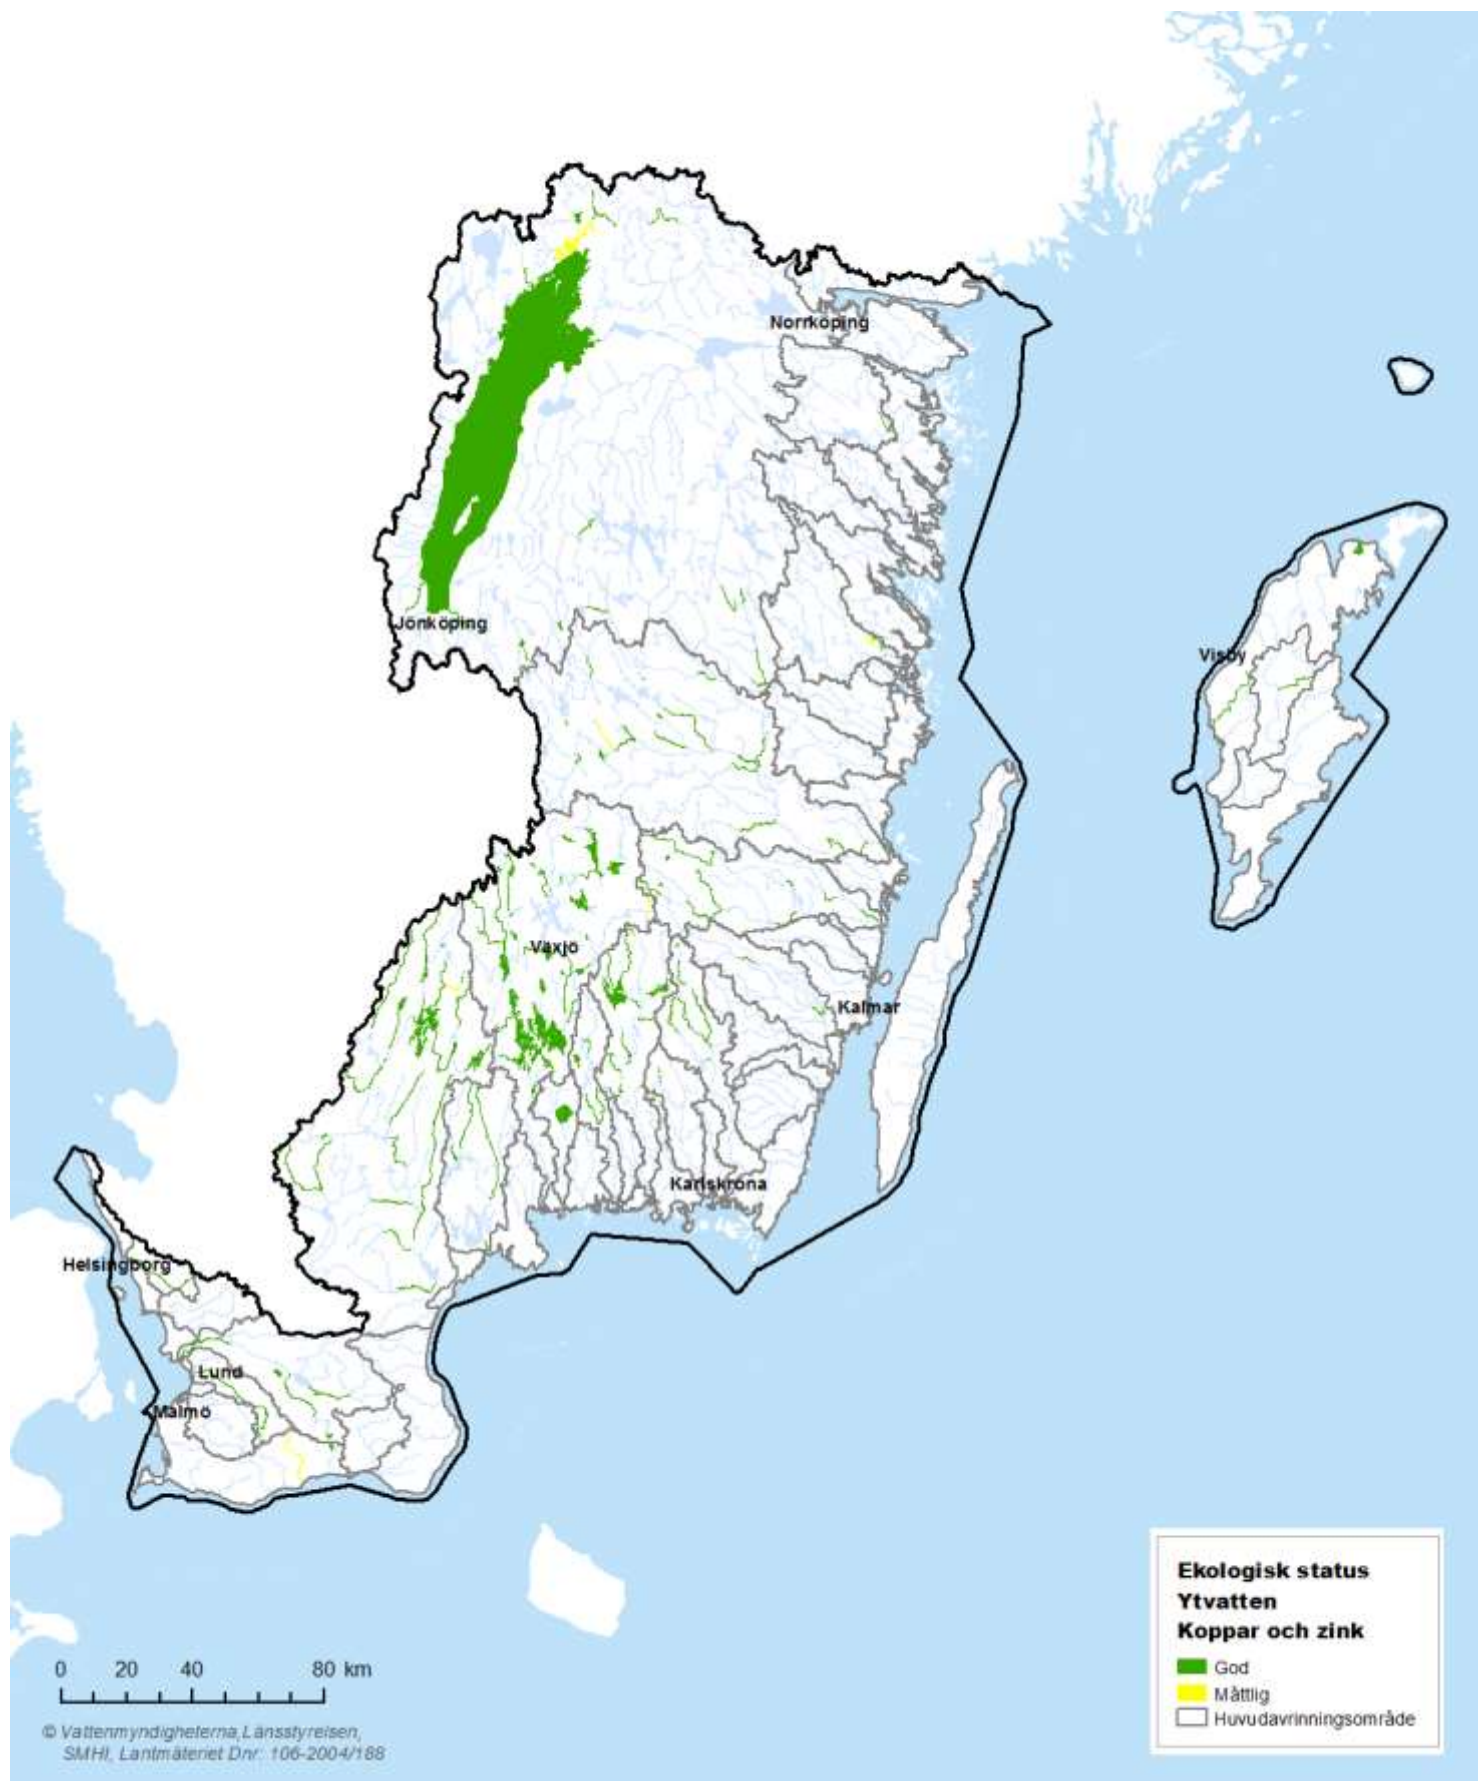 Norrköping
Jönköping
Visby
Växjö
Kalmar
Karlskrona
Helsingborg
Lund
Malmö
Ekologisk status
Ytvatten
Koppar och zink
God
Måttlig
Huvudavrinningsområde
0 20 40 80 km
© Vattenmyndigheterna,Länsstyrelsen,
SMHI, Lantmäteriet Dnr: 106-2004/188